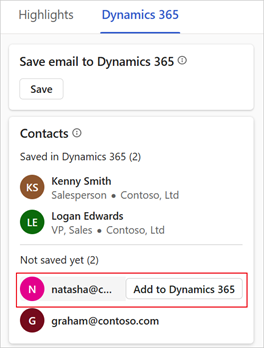 Highlights
Dynamics 365
Save email to Dynamics 365
Save
Contacts
Saved in Dynamics 365 (2)
KS
Kenny Smith
Salesperson • Contoso, Ltd
LE
Logan Edwards
VP, Sales • Contoso, Ltd
Not saved yet (2)
N
natasha@c...
Add to Dynamics 365
G
graham@contoso.com